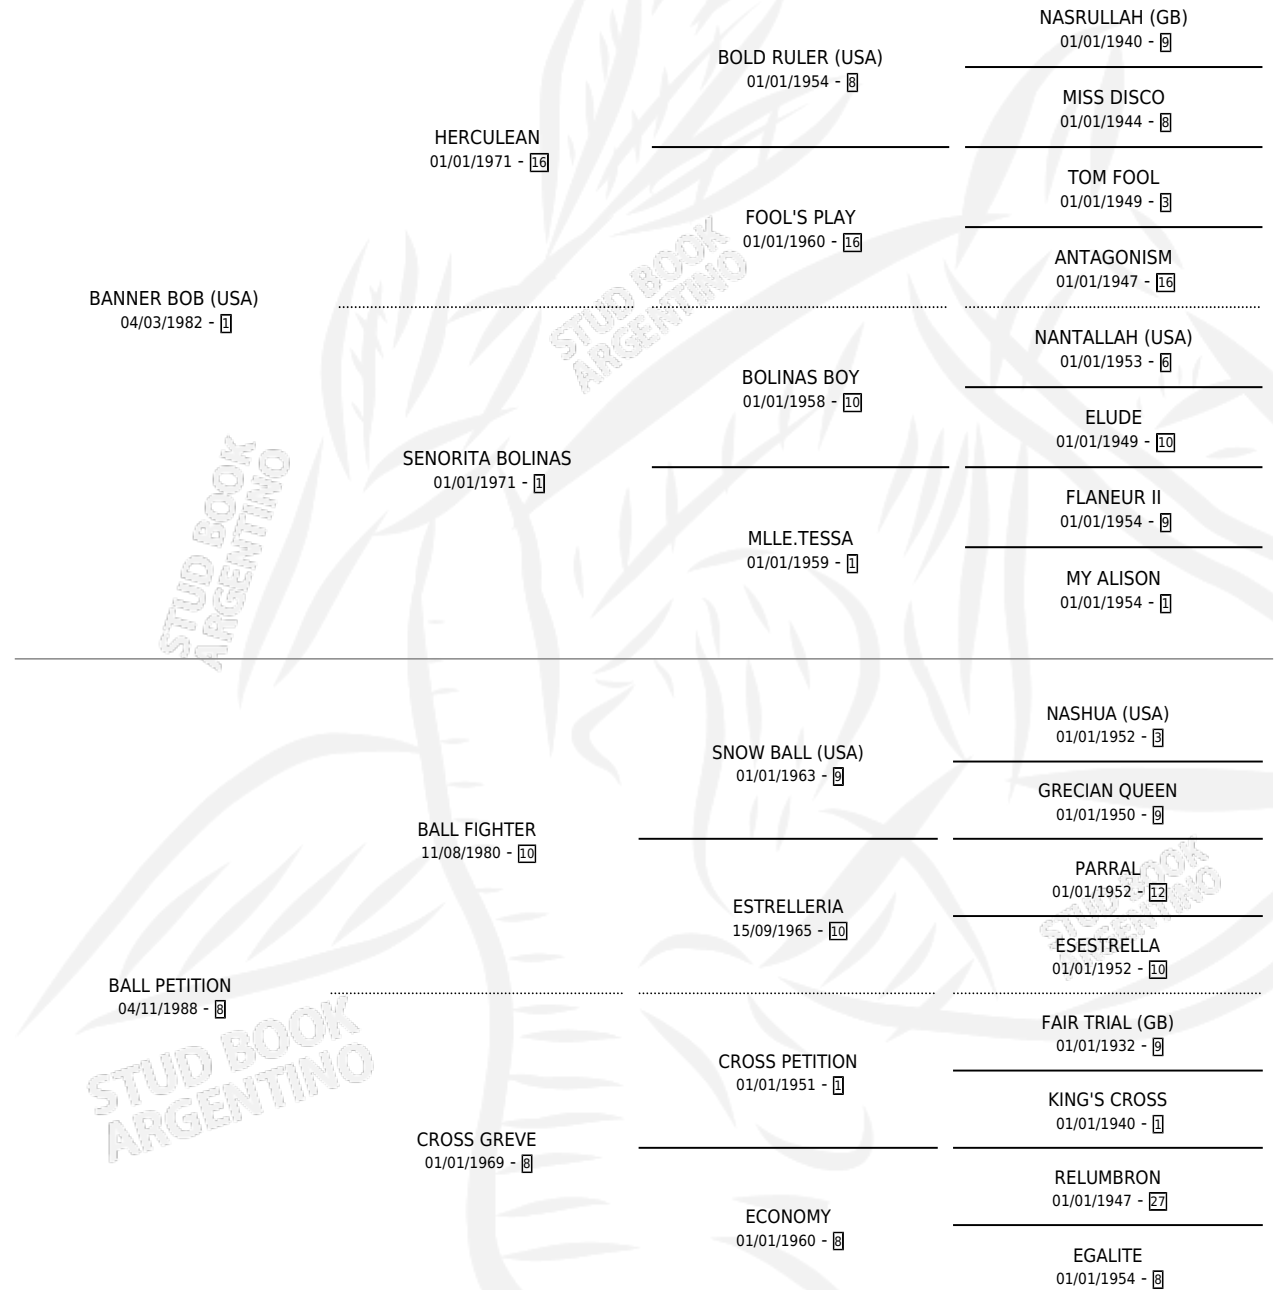 NASRULLAH (GB)
01/01/1940 - 9
BOLD RULER (USA)
01/01/1954 - 8
MISS DISCO
01/01/1944 - 8
HERCULEAN
01/01/1971 - 16
TOM FOOL
01/01/1949 - 3
FOOL'S PLAY
01/01/1960 - 16
ANTAGONISM
01/01/1947 - 16
BANNER BOB (USA)
04/03/1982 - 1
NANTALLAH (USA)
01/01/1953 - 6
BOLINAS BOY
01/01/1958 - 10
ELUDE
01/01/1949 - 10
SENORITA BOLINAS
01/01/1971 - 1
FLANEUR II
01/01/1954 - 9
MLLE.TESSA
01/01/1959 - 1
MY ALISON
01/01/1954 - 1
STUD BOOK
ARGENTINO
STUD BOOK
ARGENTINO
NASHUA (USA)
01/01/1952 - 3
SNOW BALL (USA)
01/01/1963 - 9
GRECIAN QUEEN
01/01/1950 - 9
BALL FIGHTER
11/08/1980 - 10
PARRAL
01/01/1952 - 12
ESTRELLERIA
15/09/1965 - 10
ESESTRELLA
01/01/1952 - 10
BALL PETITION
04/11/1988 - 8
FAIR TRIAL (GB)
01/01/1932 - 9
CROSS PETITION
01/01/1951 - 1
KING'S CROSS
01/01/1940 - 1
CROSS GREVE
01/01/1969 - 8
RELUMBRON
01/01/1947 - 27
ECONOMY
01/01/1960 - 8
EGALITE
01/01/1954 - 8
STUD BOOK
ARGENTINO
STUD BOOK
ARGENTINO